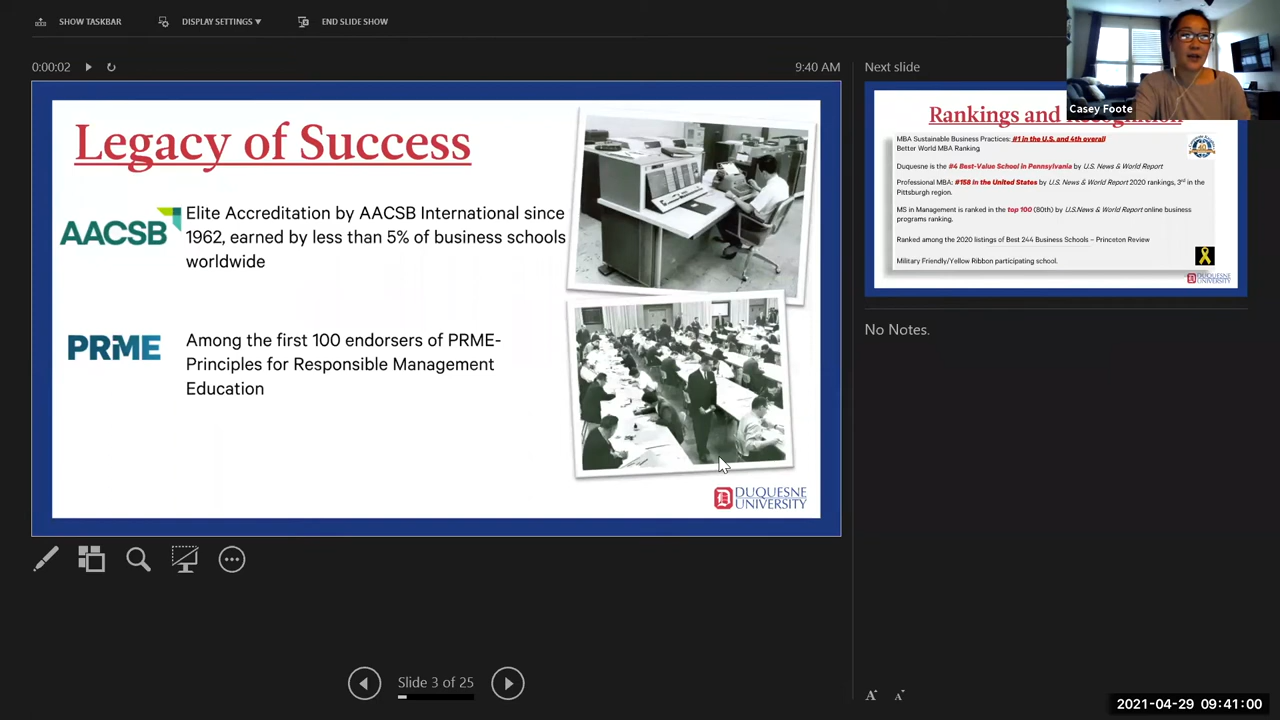 SHOW TASKBAR
DISPLAY SETTINGS
END SLIDE SHOW
0:00:02
9:40 AM
Legacy of Success
AACSB
Elite Accreditation by AACSB International since
1962, earned by less than 5% of business schools
worldwide
PRME
Among the first 100 endorsers of PRME-
Principles for Responsible Management
Education
DUQUESNE
UNIVERSITY
Slide 3 of 25
Next slide
Casey Foote
Rankings and
MBA Sustainable Business Practices: #1 in the U.S. and 4th overall
Better World MBA Ranking
Duquesne is the #4 Best-Value School in Pennsylvania by U.S. News & World Report
Professional MBA: #158 in the United States by U.S. News & World Report 2020 rankings, 3rd in the
Pittsburgh region.
MS in Management is ranked in the top 100 (80th) by U.S.News & World Report online business
programs ranking.
Ranked among the 2020 listings of Best 244 Business Schools – Princeton Review
Military Friendly/Yellow Ribbon participating school.
DUQUESNE
UNIVERSITY
No Notes.
2021-04-29 09:41:00